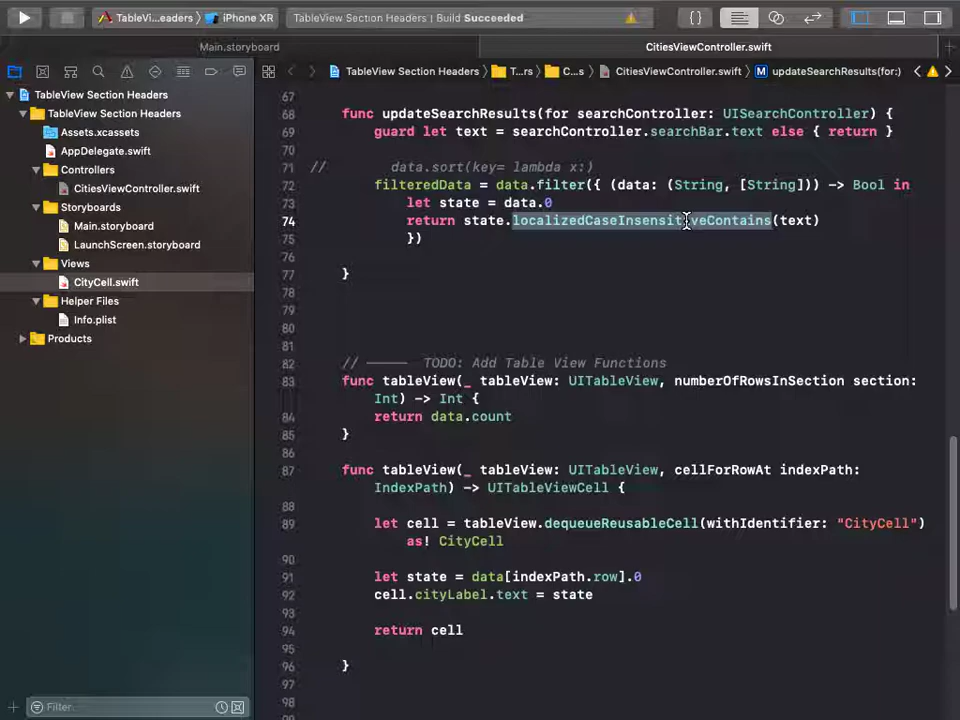 TableVi...eaders
iPhone XR
TableView Section Headers | Build Succeeded
Main.storyboard
CitiesViewController.swift
TableView Section Headers
T...rs
C...s
CitiesViewController.swift
M
updateSearchResults(for:)
TableView Section Headers
TableView Section Headers
Assets.xcassets
AppDelegate.swift
Controllers
CitiesViewController.swift
Storyboards
Main.storyboard
LaunchScreen.storyboard
Views
CityCell.swift
Helper Files
Info.plist
Products
Filter
67
68 func updateSearchResults(for searchController: UISearchController) {
69 guard let text = searchController.searchBar.text else { return }
70
71 // data.sort(key= lambda x:)
72 filteredData = data.filter({ (data: (String, [String])) -> Bool in
73 let state = data.0
74 return state.localizedCaseInsensitiveContains(text)
75 })
76
77 }
78
79
80
81
82 // ───── TODO: Add Table View Functions
83 func tableView(_ tableView: UITableView, numberOfRowsInSection section:
Int) -> Int {
84 return data.count
85 }
86
87 func tableView(_ tableView: UITableView, cellForRowAt indexPath:
IndexPath) -> UITableViewCell {
88
89 let cell = tableView.dequeueReusableCell(withIdentifier: "CityCell")
as! CityCell
90
91 let state = data[indexPath.row].0
92 cell.cityLabel.text = state
93
94 return cell
95
96 }
97
98